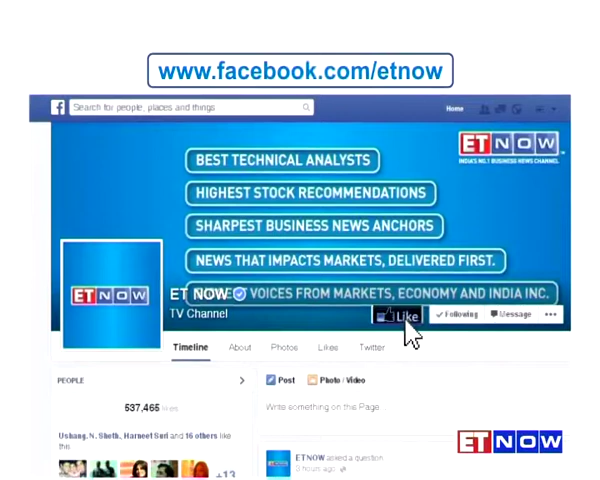 www.facebook.com/etnow
Search for people, places and things
Home
ET NOW
INDIA'S NO.1 BUSINESS NEWS CHANNEL
BEST TECHNICAL ANALYSTS
HIGHEST STOCK RECOMMENDATIONS
SHARPEST BUSINESS NEWS ANCHORS
NEWS THAT IMPACTS MARKETS, DELIVERED FIRST.
VOICES FROM MARKETS, ECONOMY AND INDIA INC.
ET NOW
ET NOW
TV Channel
Like
Following
Message
Timeline About Photos Likes Twitter
PEOPLE
537,465 likes
Ushang. N. Sheth, Harneet Suri and 16 others like
this
+13
Post Photo / Video
Write something on this Page...
ETNOW asked a question
3 hours ago
ET NOW